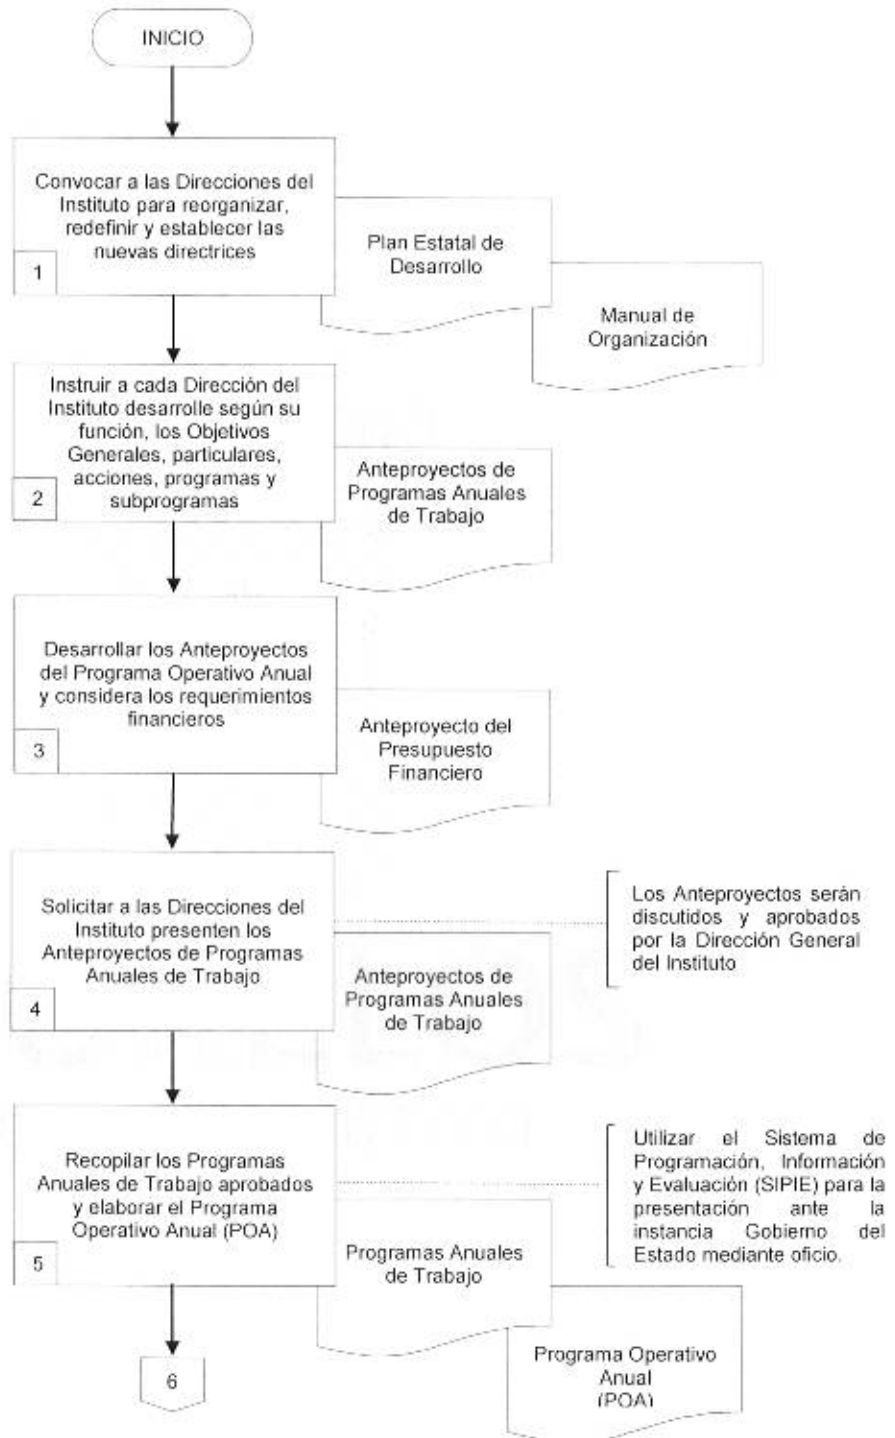 INICIO
Convocar a las Direcciones del
Instituto para reorganizar,
redefinir y establecer las
nuevas directrices
1
Plan Estatal de
Desarrollo
Manual de
Organización
Instruir a cada Dirección del
Instituto desarrolle según su
función, los Objetivos
Generales, particulares,
acciones, programas y
subprogramas
2
Anteproyectos de
Programas Anuales
de Trabajo
Desarrollar los Anteproyectos
del Programa Operativo Anual
y considera los requerimientos
financieros
3
Anteproyecto del
Presupuesto
Financiero
Solicitar a las Direcciones del
Instituto presenten los
Anteproyectos de Programas
Anuales de Trabajo
4
Los Anteproyectos serán
discutidos y aprobados
por la Dirección General
del Instituto
Anteproyectos de
Programas Anuales
de Trabajo
Recopilar los Programas
Anuales de Trabajo aprobados
y elaborar el Programa
Operativo Anual (POA)
5
Utilizar el Sistema de
Programación, Información
y Evaluación (SIPIE) para la
presentación ante la
instancia Gobierno del
Estado mediante oficio.
Programas Anuales
de Trabajo
Programa Operativo
Anual
(POA)
6